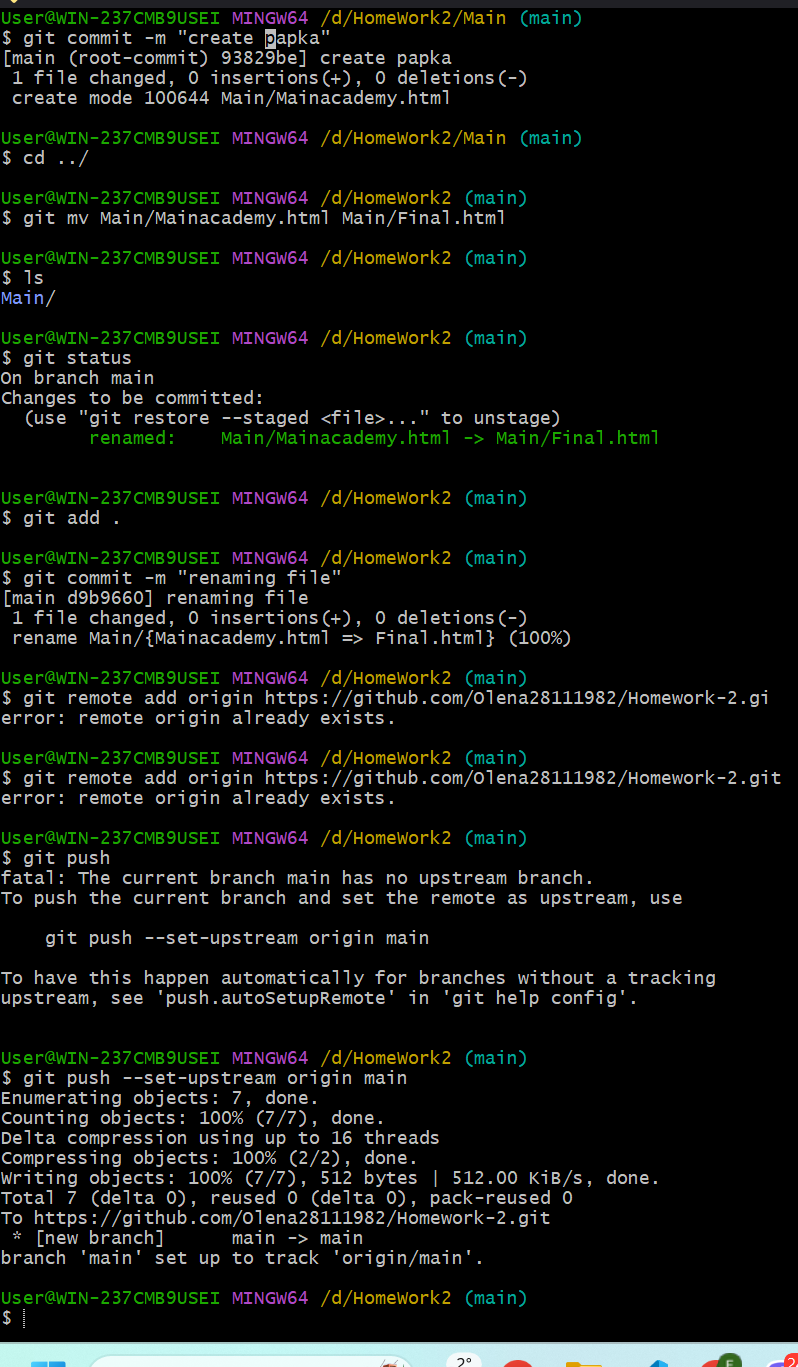 User@WIN-237CMB9USEI MINGW64 /d/HomeWork2/Main (main)
$ git commit -m "create papka"
[main (root-commit) 93829be] create papka
 1 file changed, 0 insertions(+), 0 deletions(-)
 create mode 100644 Main/Mainacademy.html

User@WIN-237CMB9USEI MINGW64 /d/HomeWork2/Main (main)
$ cd ../

User@WIN-237CMB9USEI MINGW64 /d/HomeWork2 (main)
$ git mv Main/Mainacademy.html Main/Final.html

User@WIN-237CMB9USEI MINGW64 /d/HomeWork2 (main)
$ ls
Main/

User@WIN-237CMB9USEI MINGW64 /d/HomeWork2 (main)
$ git status
On branch main
Changes to be committed:
  (use "git restore --staged <file>..." to unstage)
        renamed:    Main/Mainacademy.html -> Main/Final.html

User@WIN-237CMB9USEI MINGW64 /d/HomeWork2 (main)
$ git add .

User@WIN-237CMB9USEI MINGW64 /d/HomeWork2 (main)
$ git commit -m "renaming file"
[main d9b9660] renaming file
 1 file changed, 0 insertions(+), 0 deletions(-)
 rename Main/{Mainacademy.html => Final.html} (100%)

User@WIN-237CMB9USEI MINGW64 /d/HomeWork2 (main)
$ git remote add origin https://github.com/Olena28111982/Homework-2.gi
error: remote origin already exists.

User@WIN-237CMB9USEI MINGW64 /d/HomeWork2 (main)
$ git remote add origin https://github.com/Olena28111982/Homework-2.git
error: remote origin already exists.

User@WIN-237CMB9USEI MINGW64 /d/HomeWork2 (main)
$ git push
fatal: The current branch main has no upstream branch.
To push the current branch and set the remote as upstream, use

    git push --set-upstream origin main

To have this happen automatically for branches without a tracking
upstream, see 'push.autoSetupRemote' in 'git help config'.

User@WIN-237CMB9USEI MINGW64 /d/HomeWork2 (main)
$ git push --set-upstream origin main
Enumerating objects: 7, done.
Counting objects: 100% (7/7), done.
Delta compression using up to 16 threads
Compressing objects: 100% (2/2), done.
Writing objects: 100% (7/7), 512 bytes | 512.00 KiB/s, done.
Total 7 (delta 0), reused 0 (delta 0), pack-reused 0
To https://github.com/Olena28111982/Homework-2.git
 * [new branch]      main -> main
branch 'main' set up to track 'origin/main'.

User@WIN-237CMB9USEI MINGW64 /d/HomeWork2 (main)
$
2°